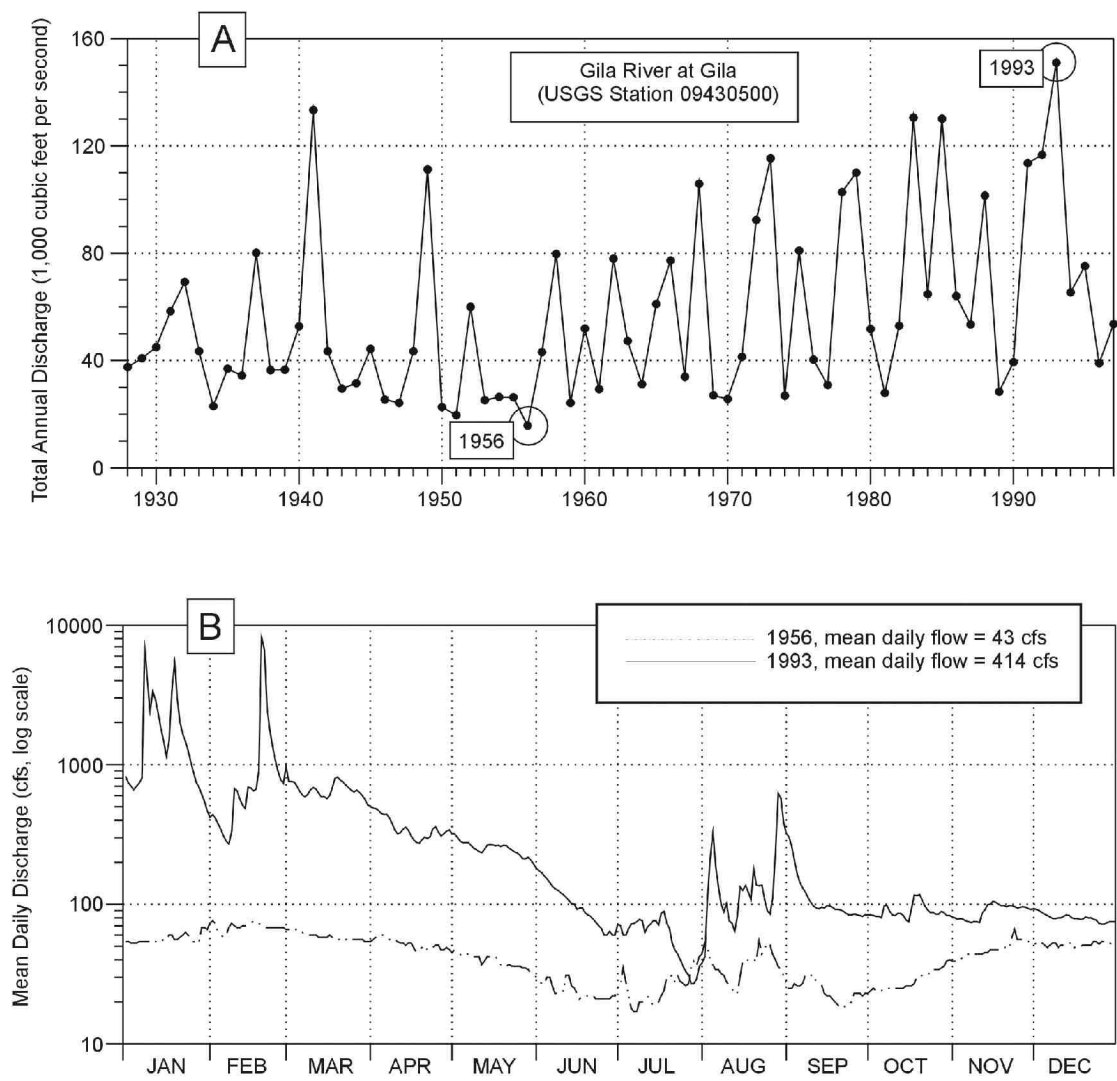 A
Total Annual Discharge (1,000 cubic feet per second)
160
120
80
40
0
Gila River at Gila
(USGS Station 09430500)
1993
1956
1930 1940 1950 1960 1970 1980 1990
B
Mean Daily Discharge (cfs, log scale)
10000
1000
100
10
1956, mean daily flow = 43 cfs
1993, mean daily flow = 414 cfs
JAN FEB MAR APR MAY JUN JUL AUG SEP OCT NOV DEC